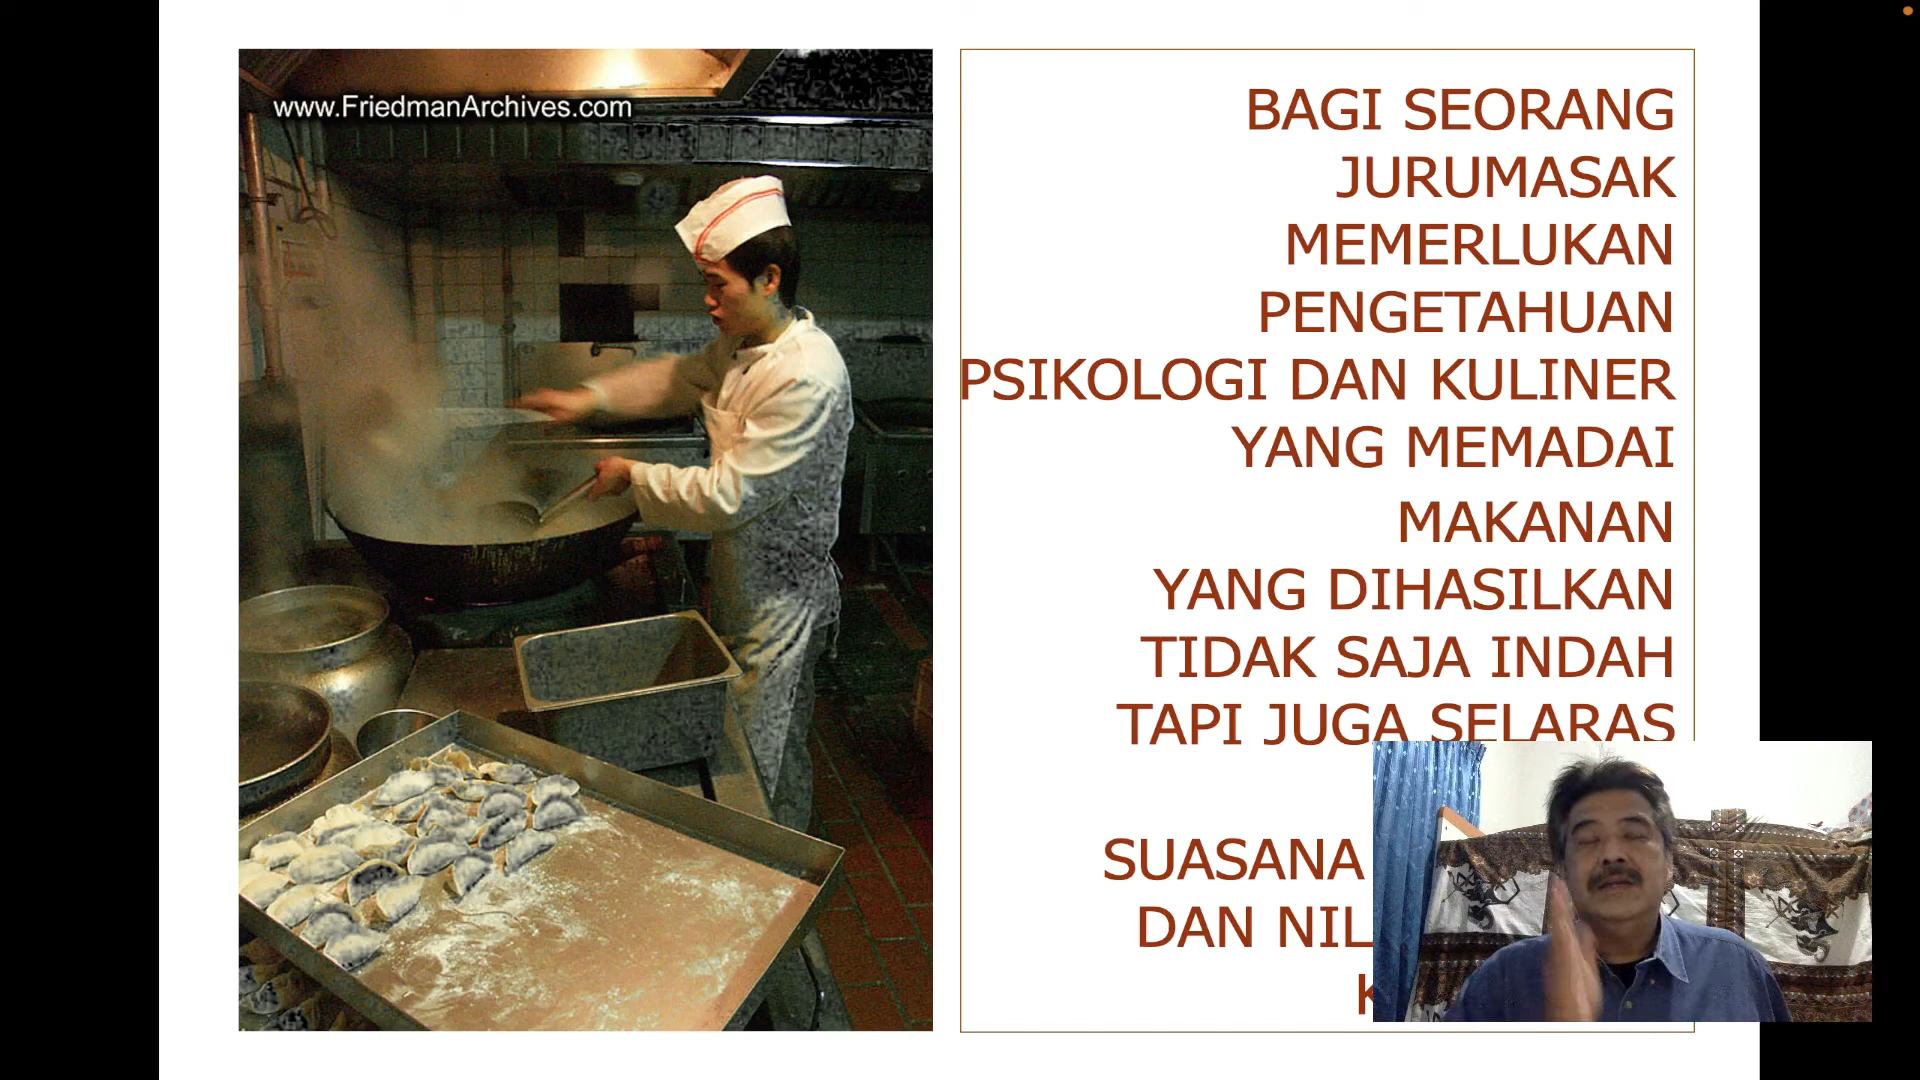 www.FriedmanArchives.com
BAGI SEORANG
JURUMASAK
MEMERLUKAN
PENGETAHUAN
PSIKOLOGI DAN KULINER
YANG MEMADAI
MAKANAN
YANG DIHASILKAN
TIDAK SAJA INDAH
TAPI JUGA SELARAS
SUASANA
DAN